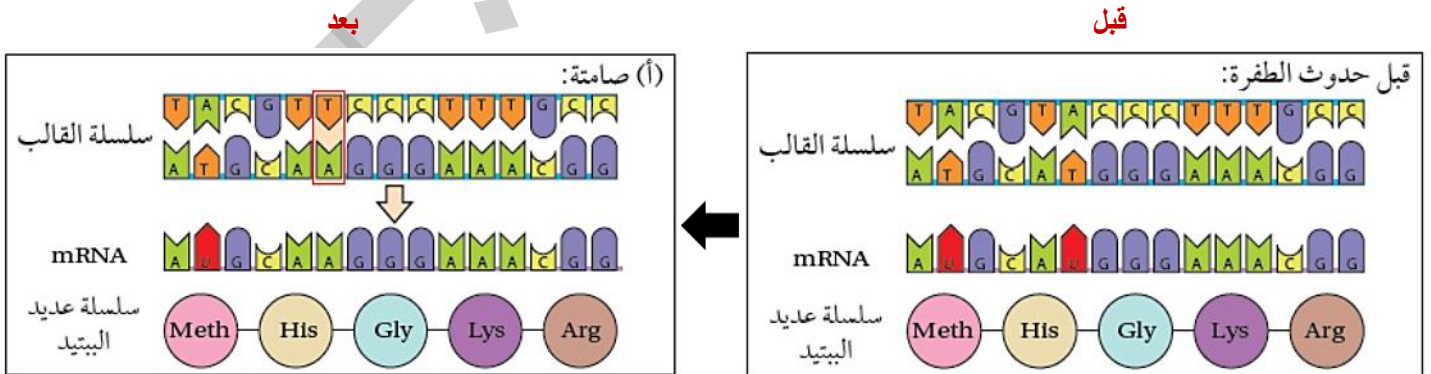 قبل
بعد
قبل حدوث الطفرة:
T A C G T A C C C T T T G C C
سلسلة القالب
A T G C A T G G G A A A C G G
mRNA
A U G C A U G G G A A A C G G
سلسلة عديد
الببتيد
Meth His Gly Lys Arg
(أ) صامتة:
T A C G T T C C C T T T G C C
سلسلة القالب
A T G C A A G G G A A A C G G
mRNA
A U G C A A G G G A A A C G G
سلسلة عديد
الببتيد
Meth His Gly Lys Arg